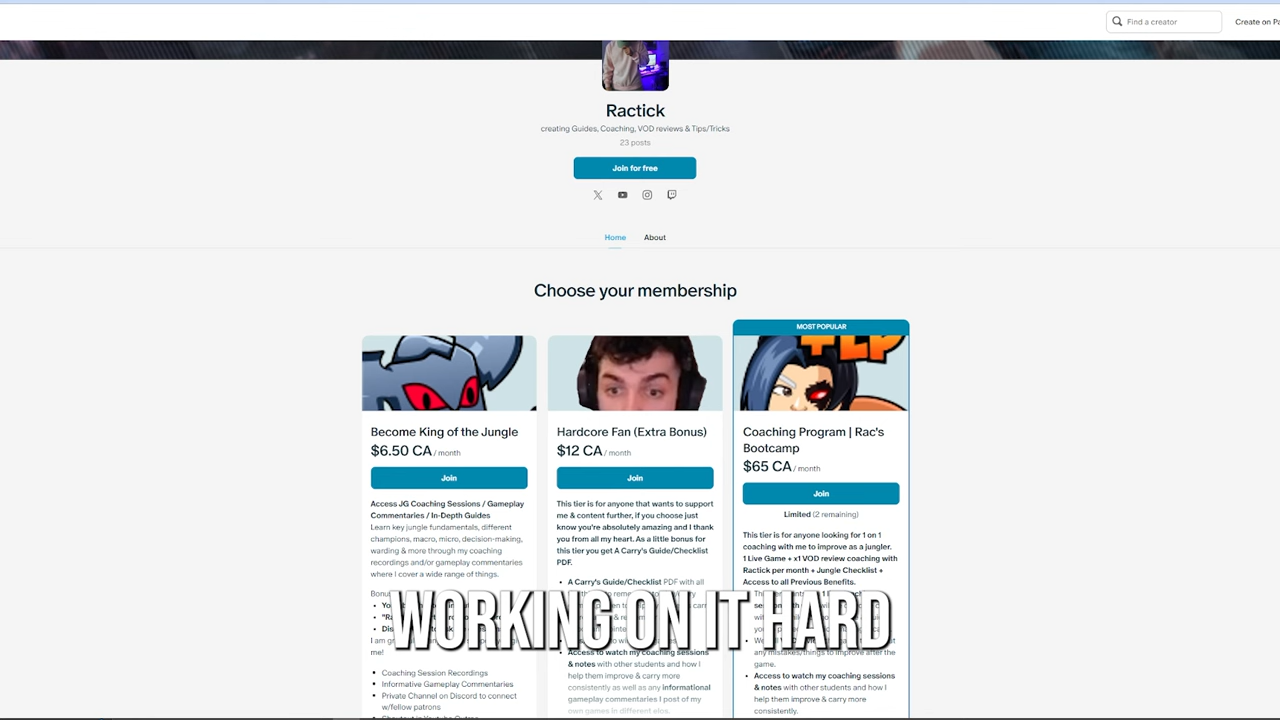 Find a creator
Create on Pa
Ractick
creating Guides, Coaching, VOD reviews & Tips/Tricks
23 posts
Join for free
Home
About
Choose your membership
Become King of the Jungle
$6.50 CA / month
Join
Access JG Coaching Sessions / Gameplay
Commentaries / In-Depth Guides
Learn key jungle fundamentals, different
champions, macro, micro, decision-making,
warding & more through my coaching
recordings and/or gameplay commentaries
where I cover a wide range of things.
me!
Coaching Session Recordings
Informative Gameplay Commentaries
Private Channel on Discord to connect
w/fellow patrons
Hardcore Fan (Extra Bonus)
$12 CA / month
Join
This tier is for anyone that wants to support
me & content further, if you choose just
know you're absolutely amazing and I thank
you from all my heart. As a little bonus for
this tier you get A Carry's Guide/Checklist
PDF.
A Carry's Guide/Checklist PDF with all
Access to watch my coaching sessions
& notes with other students and how I
help them improve & carry more
consistently as well as any informational
gameplay commentaries I post of my
own games in different elos.
MOST POPULAR
Coaching Program | Rac's
Bootcamp
$65 CA / month
Join
Limited (2 remaining)
This tier is for anyone looking for 1 on 1
coaching with me to improve as a jungler.
1 Live Game + x1 VOD review coaching with
Ractick per month + Jungle Checklist +
Access to all Previous Benefits.
any mistakes/things to improve after the
game.
Access to watch my coaching sessions
& notes with other students and how I
help them improve & carry more
consistently.
WORKING ON IT HARD